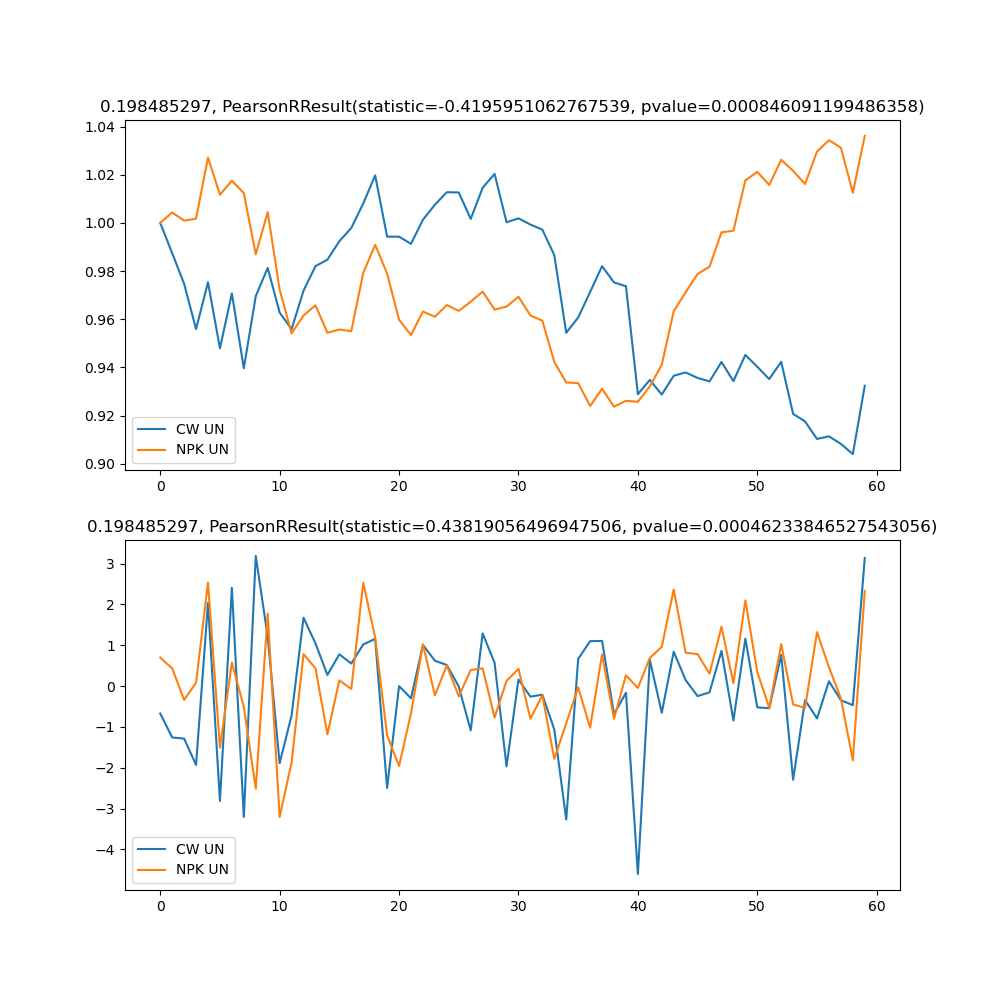 0.198485297, PearsonRResult(statistic=-0.4195951062767539, pvalue=0.000846091199486358)
1.04
1.02
1.00
0.98
0.96
0.94
0.92
0.90
CW UN
NPK UN
0 10 20 30 40 50 60
0.198485297, PearsonRResult(statistic=0.43819056496947506, pvalue=0.00046233846527543056)
3
2
1
0
−1
−2
−3
−4
CW UN
NPK UN
0 10 20 30 40 50 60